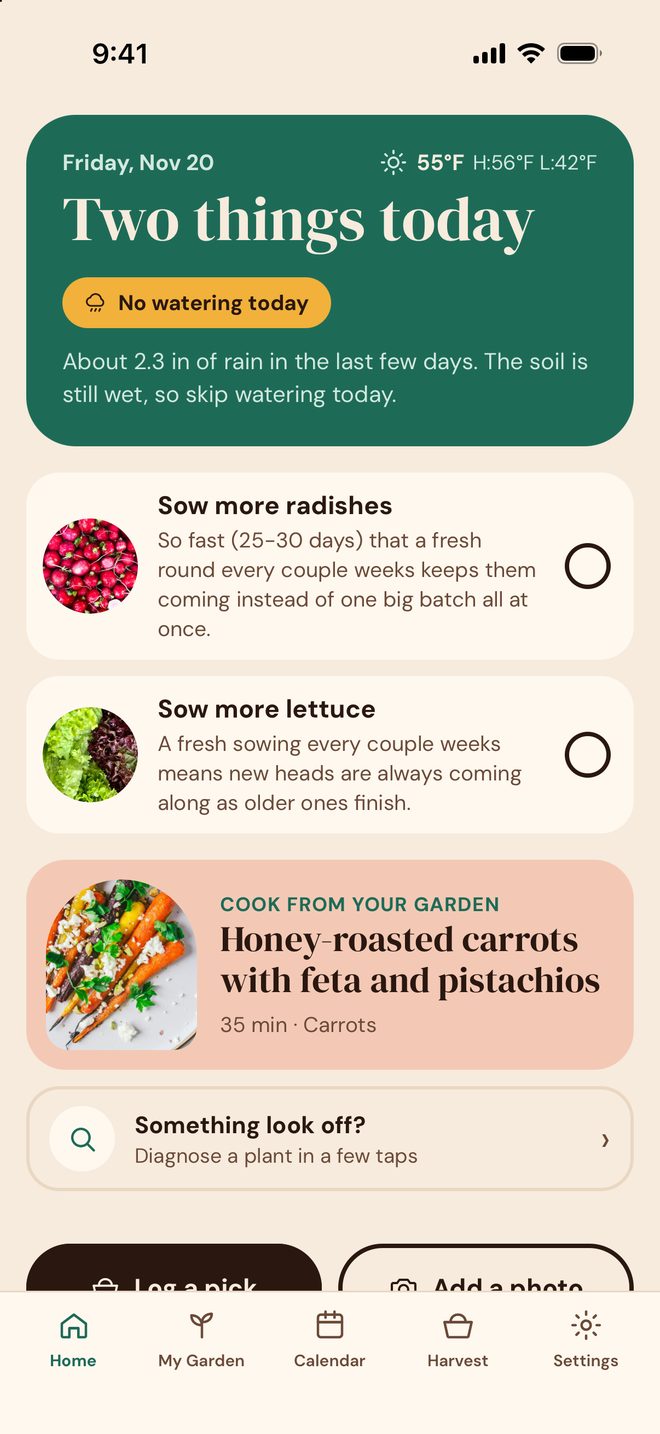 9:41
Friday, Nov 20
55°F H:56°F L:42°F
Two things today
No watering today
About 2.3 in of rain in the last few days. The soil is
still wet, so skip watering today.
Sow more radishes
So fast (25-30 days) that a fresh
round every couple weeks keeps them
coming instead of one big batch all at
once.
Sow more lettuce
A fresh sowing every couple weeks
means new heads are always coming
along as older ones finish.
COOK FROM YOUR GARDEN
Honey-roasted carrots
with feta and pistachios
35 min · Carrots
Something look off?
Diagnose a plant in a few taps
Log a pick
Add a photo
Home
My Garden
Calendar
Harvest
Settings